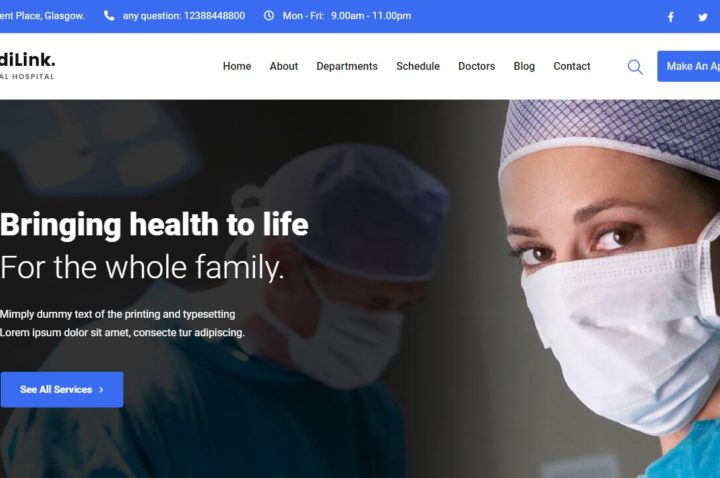 Place, Glasgow.
any question: 12388448800
Mon - Fri: 9.00am - 11.00pm
diLink.
HOSPITAL
Home
About
Departments
Schedule
Doctors
Blog
Contact
Make An Ap
Bringing health to life
For the whole family.
Mimply dummy text of the printing and typesetting
Lorem ipsum dolor sit amet, consecte tur adipiscing.
See All Services